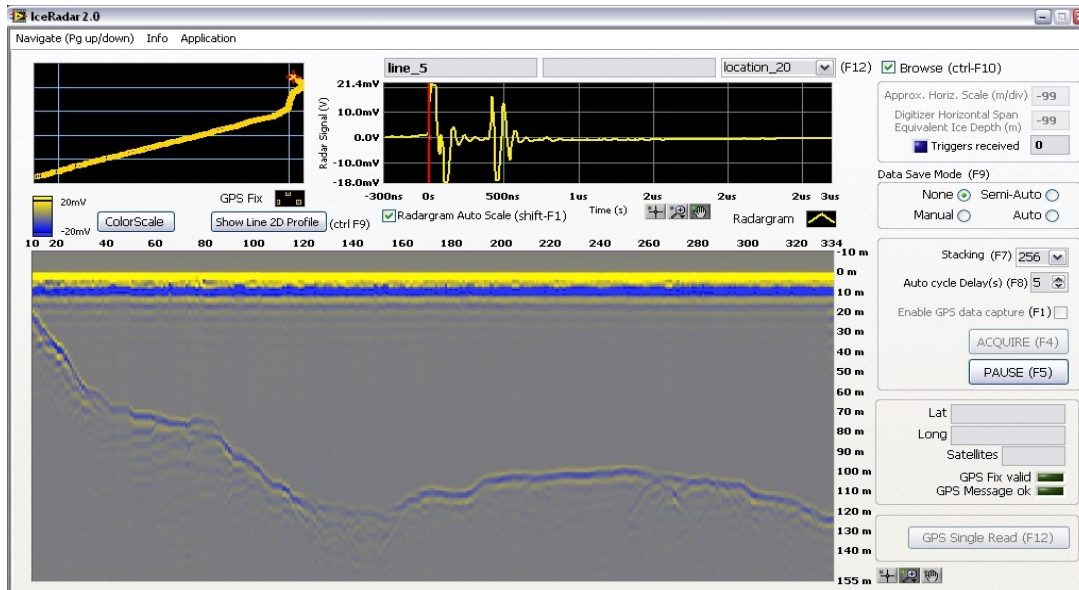 IceRadar 2.0
Navigate (Pg up/down) Info Application
line_5 location_20 (F12) Browse (ctrl-F10)
Radar Signal (V)
21.4mV
10.0mV
0.0V
-10.0mV
-18.0mV
-300ns 0s 500ns 1us 2us 2us 2us 3us
Time (s)
Approx. Horiz. Scale (m/div) -99
Digitizer Horizontal Span
Equivalent Ice Depth (m) -99
Triggers received 0
Data Save Mode (F9)
None Semi-Auto
Manual Auto
GPS Fix
20mV
-20mV
ColorScale Show Line 2D Profile (ctrl F9) Radargram Auto Scale (shift-F1) Radargram
10 20 40 60 80 100 120 140 160 180 200 220 240 260 280 300 320 334
-10 m
0 m
10 m
20 m
30 m
40 m
50 m
60 m
70 m
80 m
90 m
100 m
110 m
120 m
130 m
140 m
155 m
Stacking (F7) 256
Auto cycle Delay(s) (F8) 5
Enable GPS data capture (F1)
ACQUIRE (F4)
PAUSE (F5)
Lat
Long
Satellites
GPS Fix valid
GPS Message ok
GPS Single Read (F12)